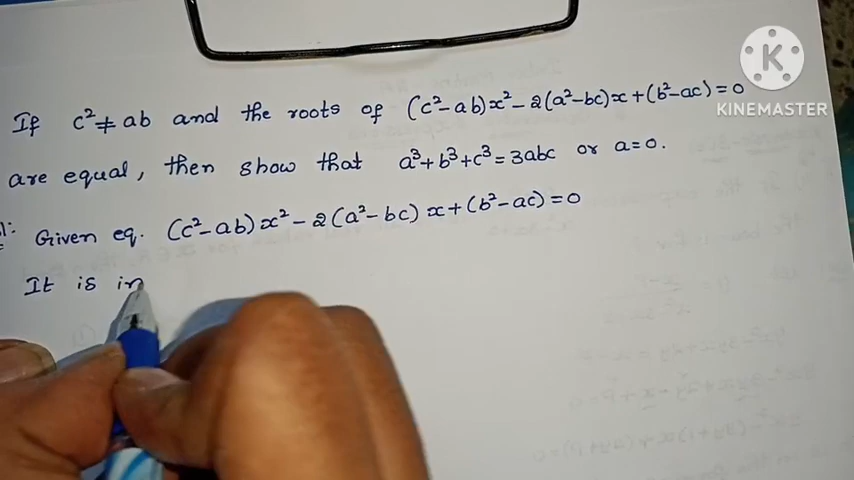 If c² ≠ ab and the roots of (c²-ab)x² - 2(a²-bc)x + (b²-ac) = 0
are equal, then show that a³+b³+c³ = 3abc or a=0.
Given eq. (c²-ab)x² - 2(a²-bc)x + (b²-ac) = 0
It is in
KINEMASTER